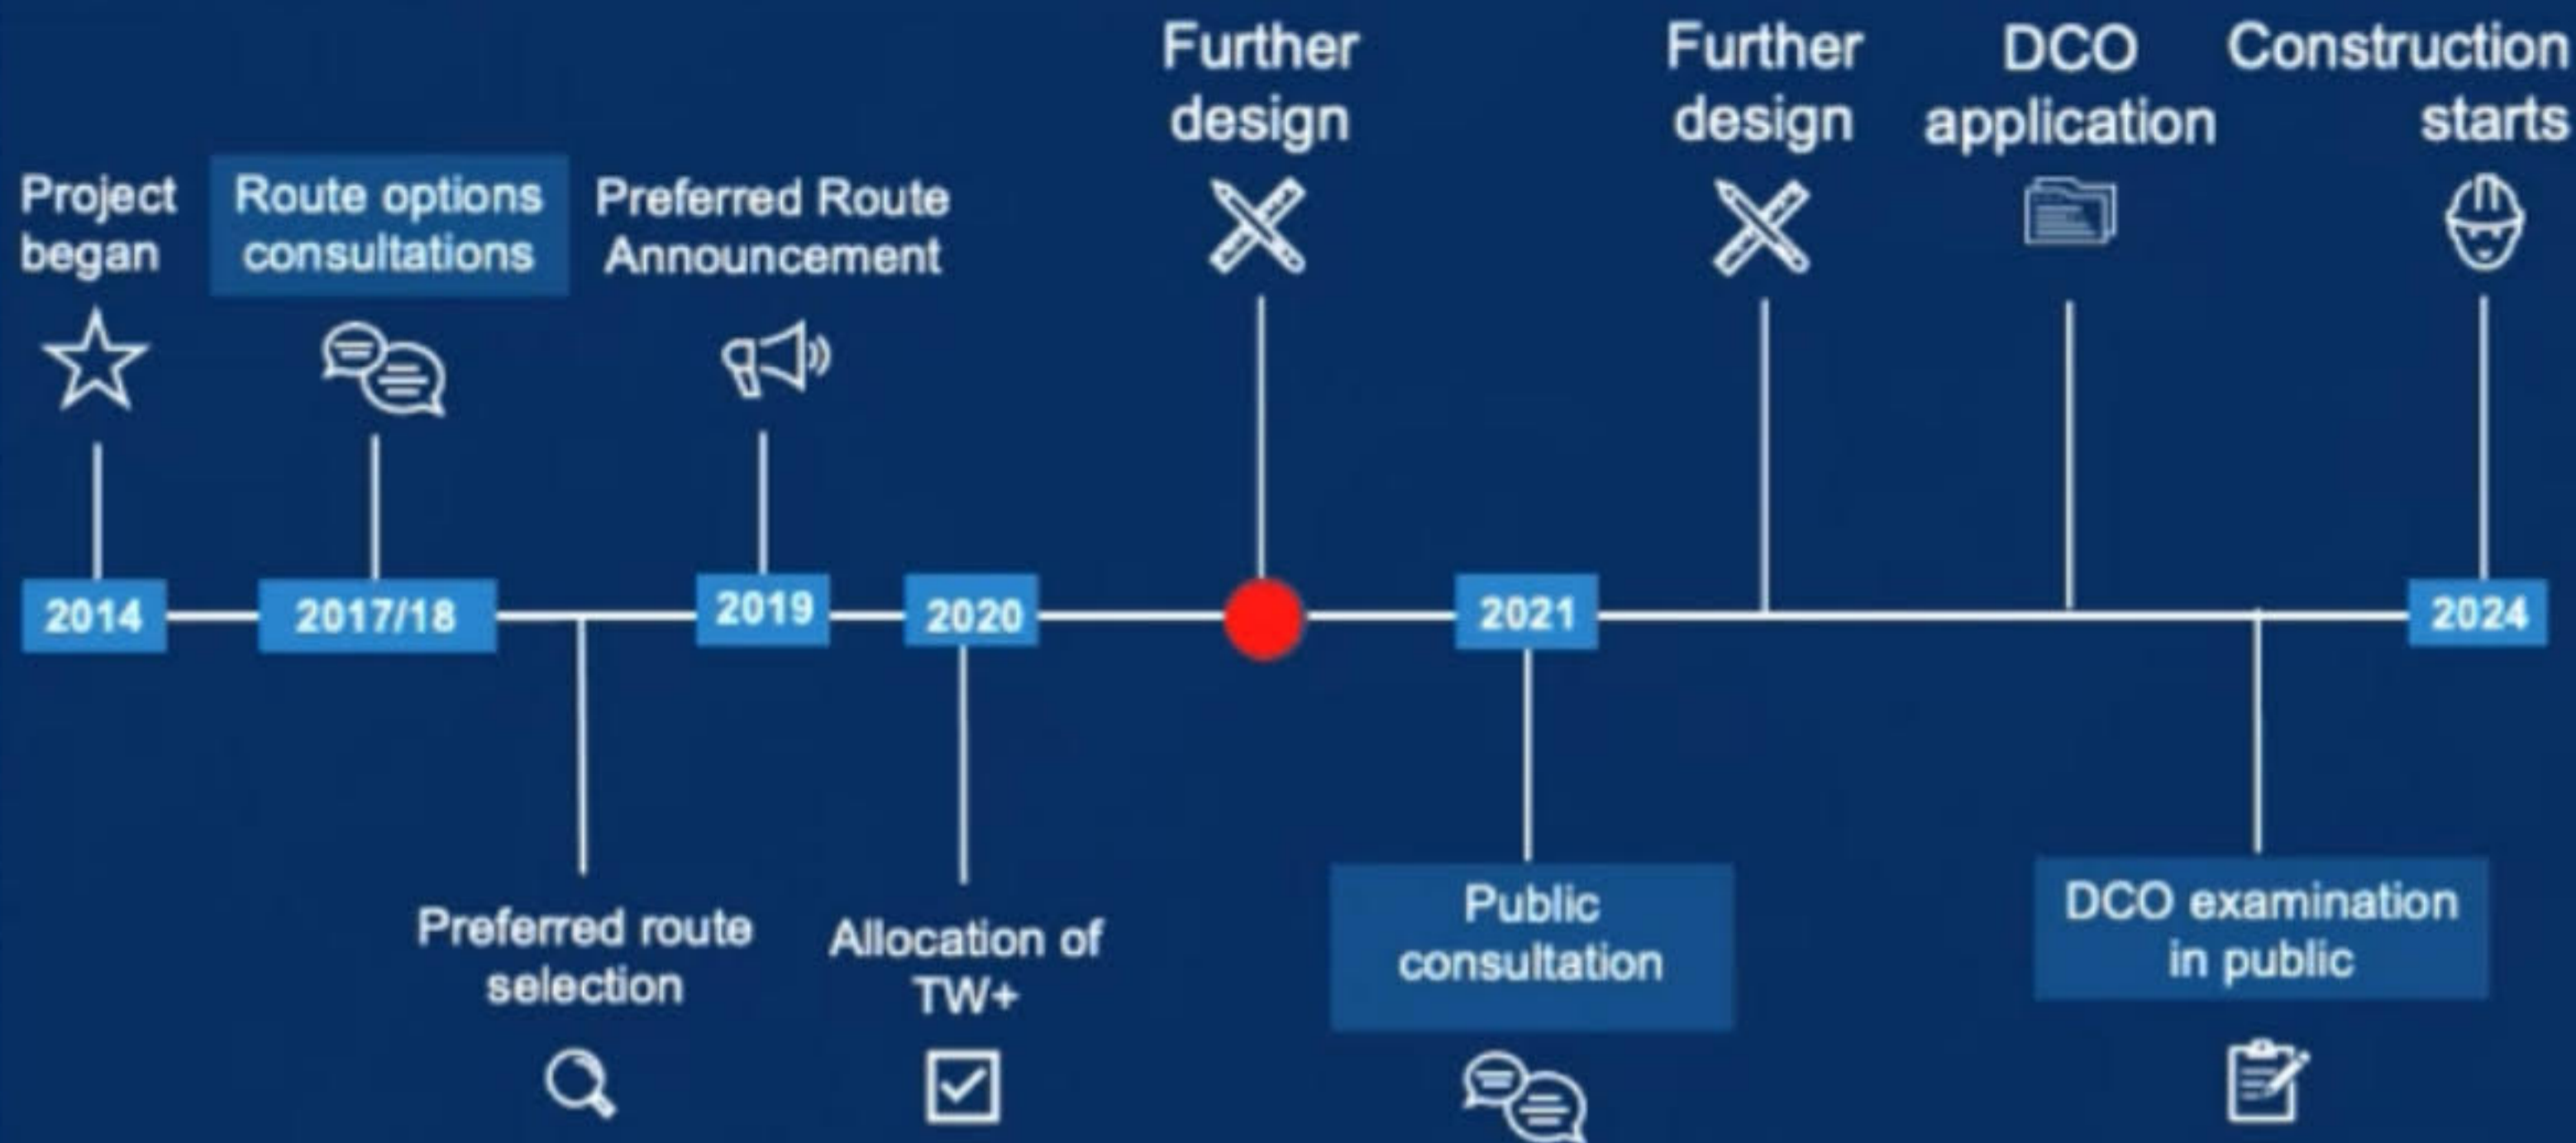 Project
began
Route options
consultations
Preferred Route
Announcement
Further
design
Further
design
DCO
application
Construction
starts
2014
2017/18
2019
2020
2021
2024
Preferred route
selection
Allocation of
TW+
Public
consultation
DCO examination
in public